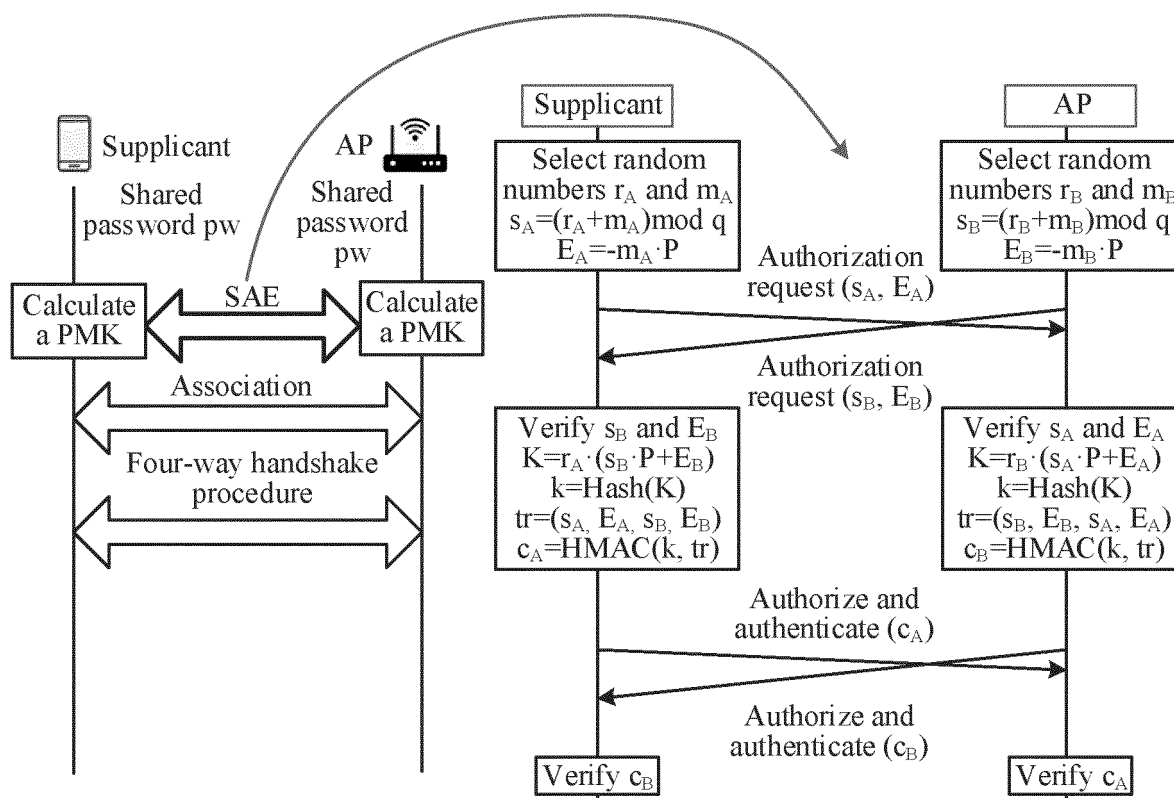 Supplicant
Shared
password pw
AP
Shared
password
pw
SAE
Calculate
a PMK
Calculate
a PMK
Association
Four-way handshake
procedure
Supplicant
AP
Select random
numbers r_A and m_A
s_A=(r_A+m_A)mod q
E_A=-m_A·P
Select random
numbers r_B and m_B
s_B=(r_B+m_B)mod q
E_B=-m_B·P
Authorization
request (s_A, E_A)
Authorization
request (s_B, E_B)
Verify s_B and E_B
K=r_A·(s_B·P+E_B)
k=Hash(K)
tr=(s_A, E_A, s_B, E_B)
c_A=HMAC(k, tr)
Verify s_A and E_A
K=r_B·(s_A·P+E_A)
k=Hash(K)
tr=(s_B, E_B, s_A, E_A)
c_B=HMAC(k, tr)
Authorize and
authenticate (c_A)
Authorize and
authenticate (c_B)
Verify c_B
Verify c_A